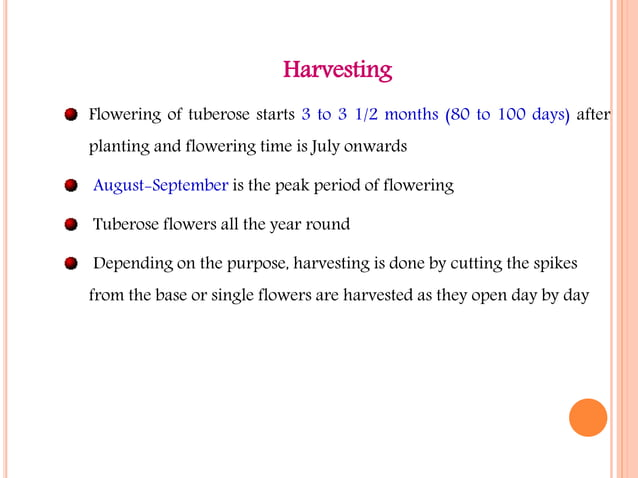 Harvesting
Flowering of tuberose starts 3 to 3 1/2 months (80 to 100 days) after
planting and flowering time is July onwards
August-September is the peak period of flowering
Tuberose flowers all the year round
Depending on the purpose, harvesting is done by cutting the spikes
from the base or single flowers are harvested as they open day by day